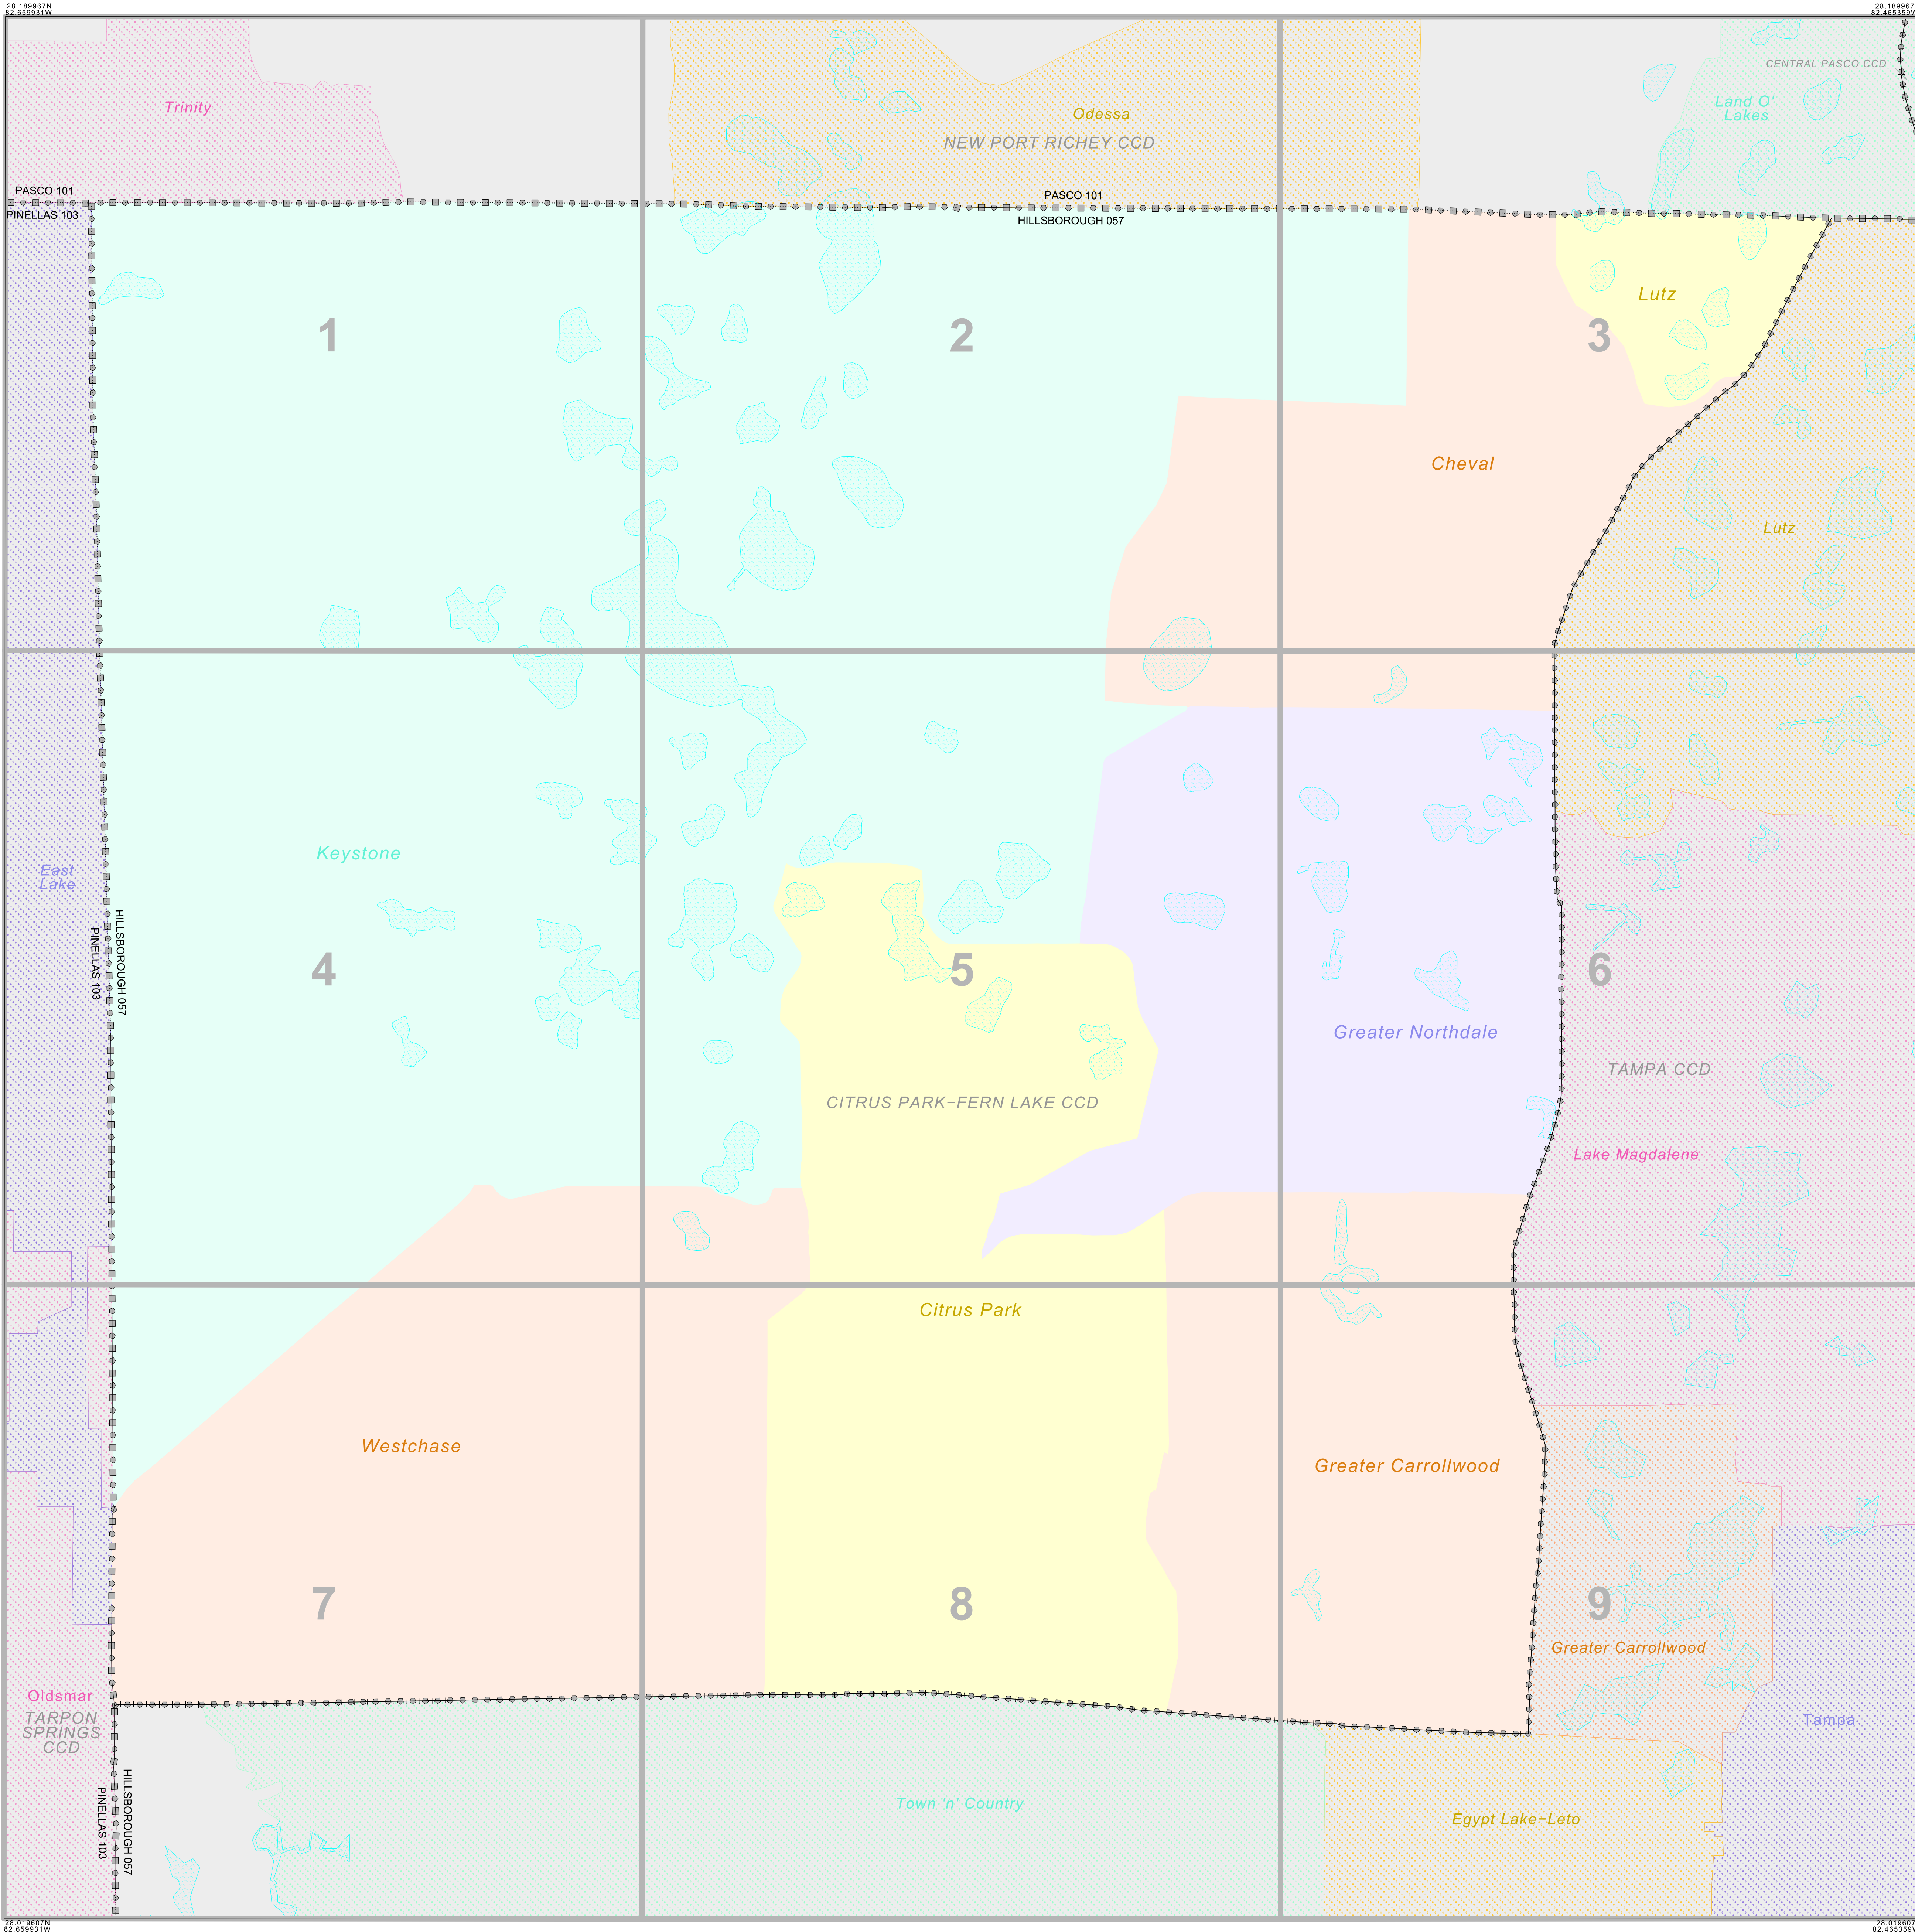 28.189967N
82.659931W
28.189967
82.465359W
CENTRAL PASCO CCD
Trinity
Land O'
Lakes
Odessa
NEW PORT RICHEY CCD
PASCO 101
PINELLAS 103
PASCO 101
HILLSBOROUGH 057
Lutz
1
2
3
Cheval
Lutz
Keystone
East
Lake
HILLSBOROUGH 057
PINELLAS 103
4
5
6
Greater Northdale
TAMPA CCD
CITRUS PARK-FERN LAKE CCD
Lake Magdalene
Citrus Park
Westchase
Greater Carrollwood
7
8
9
Greater Carrollwood
Oldsmar
TARPON
SPRINGS
CCD
Tampa
HILLSBOROUGH 057
PINELLAS 103
Town 'n' Country
Egypt Lake-Leto
28.019607N
82.659931W
28.019607
82.465359W